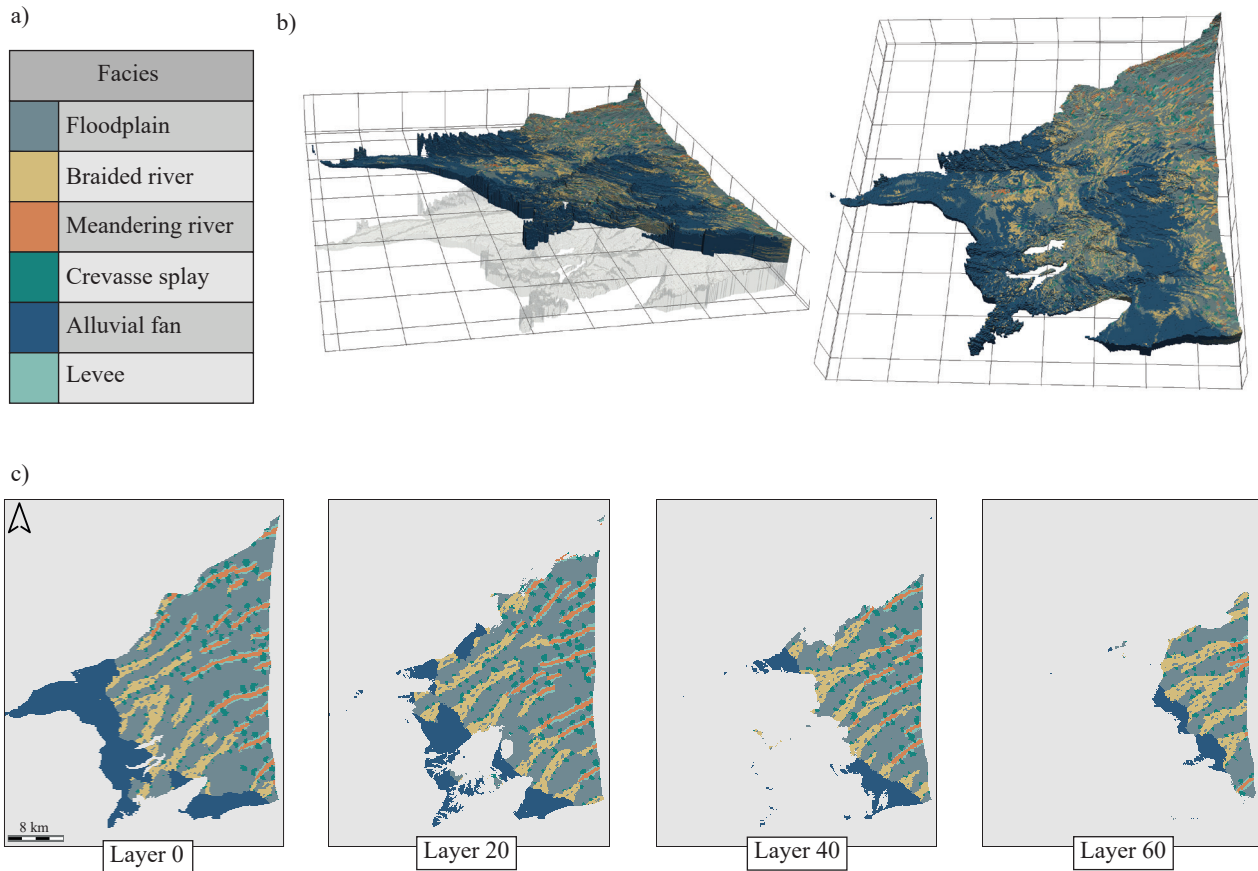 a)
Facies
Floodplain
Braided river
Meandering river
Crevasse splay
Alluvial fan
Levee
b)
c)
8 km
Layer 0
Layer 20
Layer 40
Layer 60